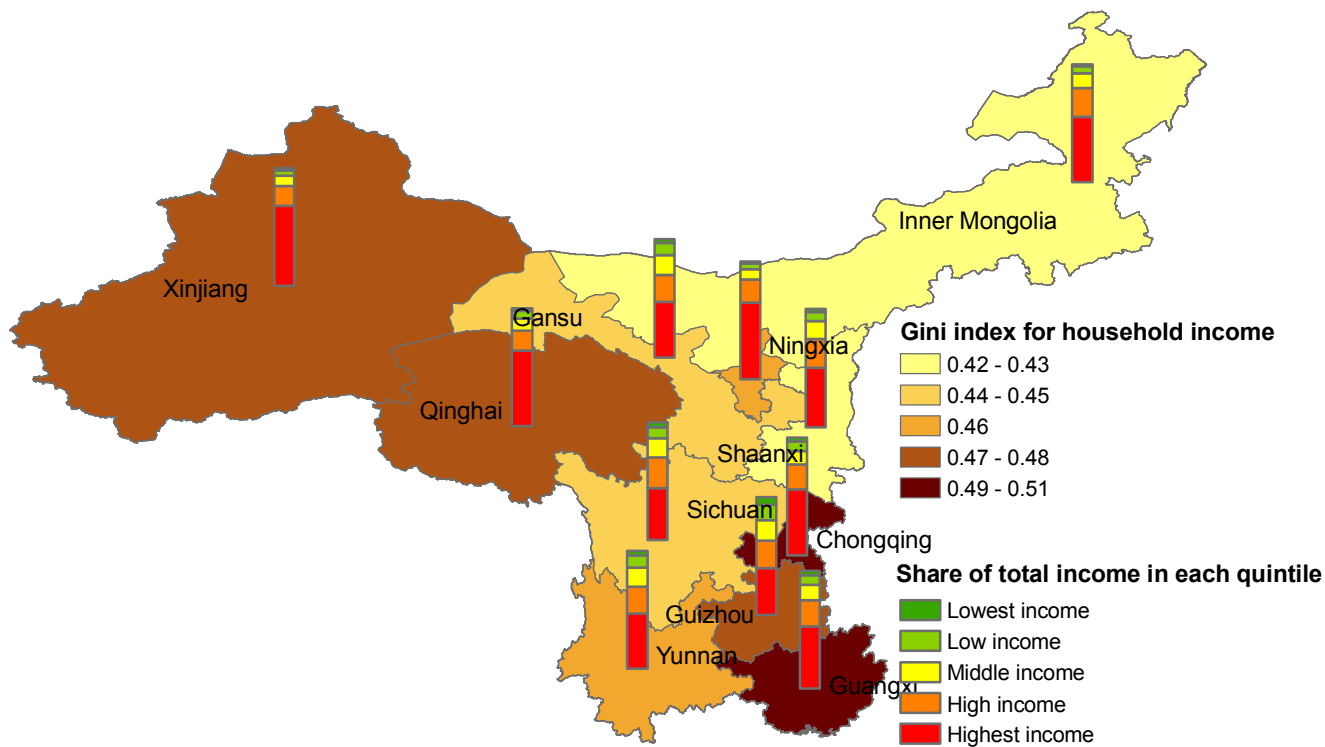 Inner Mongolia
Xinjiang
Gansu
Ningxia
Qinghai
Shaanxi
Sichuan
Chongqing
Guizhou
Yunnan
Guangxi
Gini index for household income
0.42 - 0.43
0.44 - 0.45
0.46
0.47 - 0.48
0.49 - 0.51
Share of total income in each quintile
Lowest income
Low income
Middle income
High income
Highest income